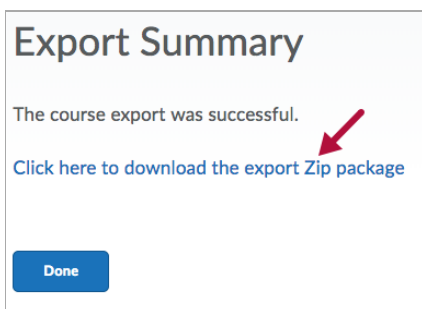 Export Summary
The course export was successful.
Click here to download the export Zip package
Done